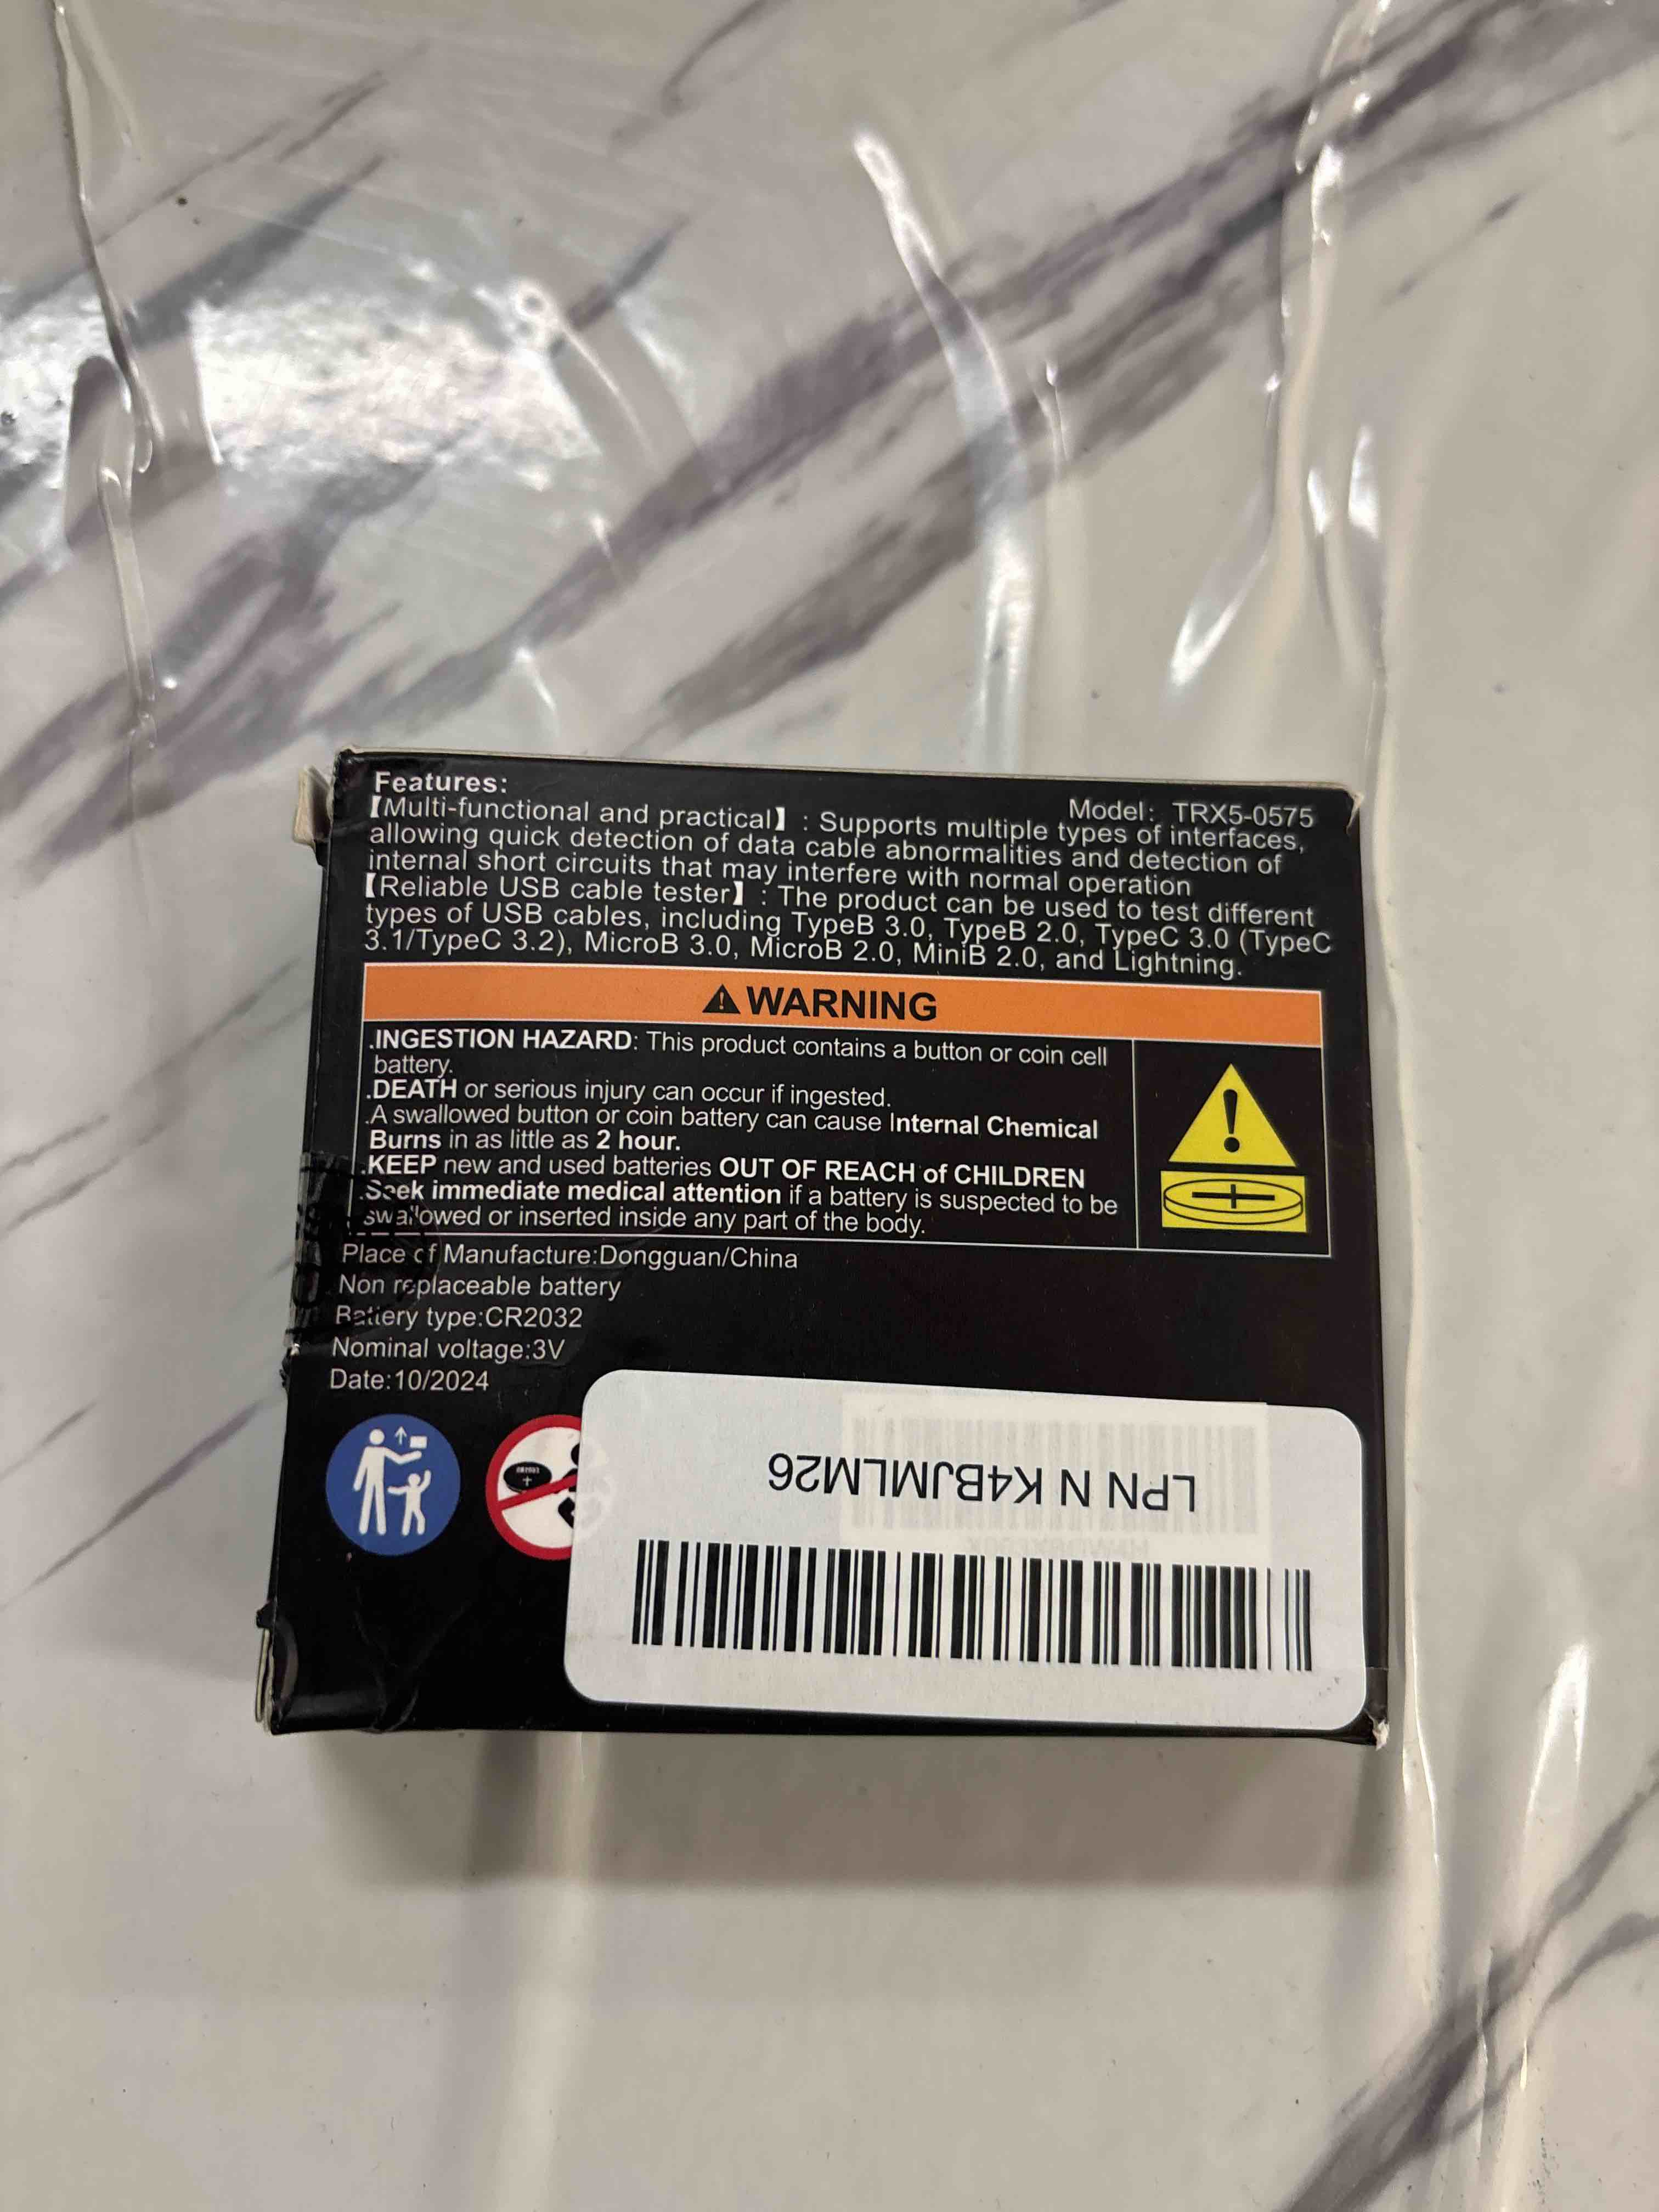 Features:
Model: TRX5-0575
【Multi-functional and practical】 : Supports multiple types of interfaces,
allowing quick detection of data cable abnormalities and detection of
internal short circuits that may interfere with normal operation
【Reliable USB cable tester】 : The product can be used to test different
types of USB cables, including TypeB 3.0, TypeB 2.0, TypeC 3.0 (TypeC
3.1/TypeC 3.2), MicroB 3.0, MicroB 2.0, MiniB 2.0, and Lightning.
WARNING
.INGESTION HAZARD: This product contains a button or coin cell
battery.
.DEATH or serious injury can occur if ingested.
.A swallowed button or coin battery can cause Internal Chemical
Burns in as little as 2 hour.
.KEEP new and used batteries OUT OF REACH of CHILDREN
.Seek immediate medical attention if a battery is suspected to be
swallowed or inserted inside any part of the body.
Place of Manufacture:Dongguan/China
Non replaceable battery
Battery type:CR2032
Nominal voltage:3V
Date:10/2024
LPN N K4BJMLM26